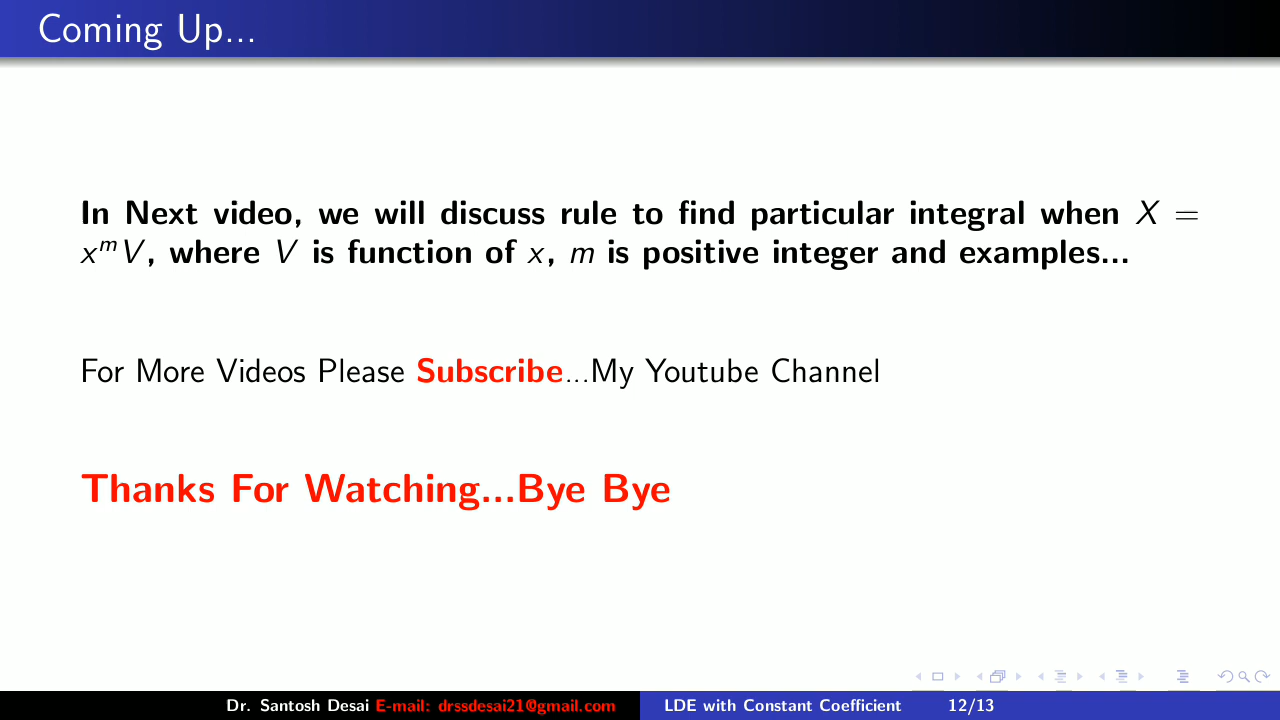 Coming Up...
In Next video, we will discuss rule to find particular integral when X =
x^m V, where V is function of x, m is positive integer and examples...
For More Videos Please Subscribe...My Youtube Channel
Thanks For Watching...Bye Bye
Dr. Santosh Desai E-mail: drssdesai21@gmail.com LDE with Constant Coefficient 12/13